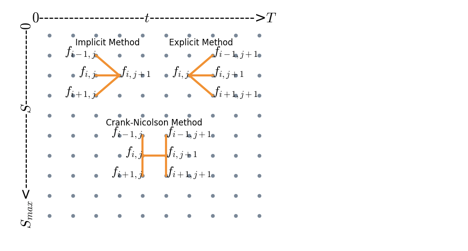 0-----------------------t----------------------->T
0
S
S_{max}
Implicit Method
f_{i-1,j}
f_{i,j} f_{i,j+1}
f_{i+1,j}
Explicit Method
f_{i-1,j+1}
f_{i,j} f_{i,j+1}
f_{i+1,j+1}
Crank-Nicolson Method
f_{i-1,j} f_{i-1,j+1}
f_{i,j} f_{i,j+1}
f_{i+1,j} f_{i+1,j+1}